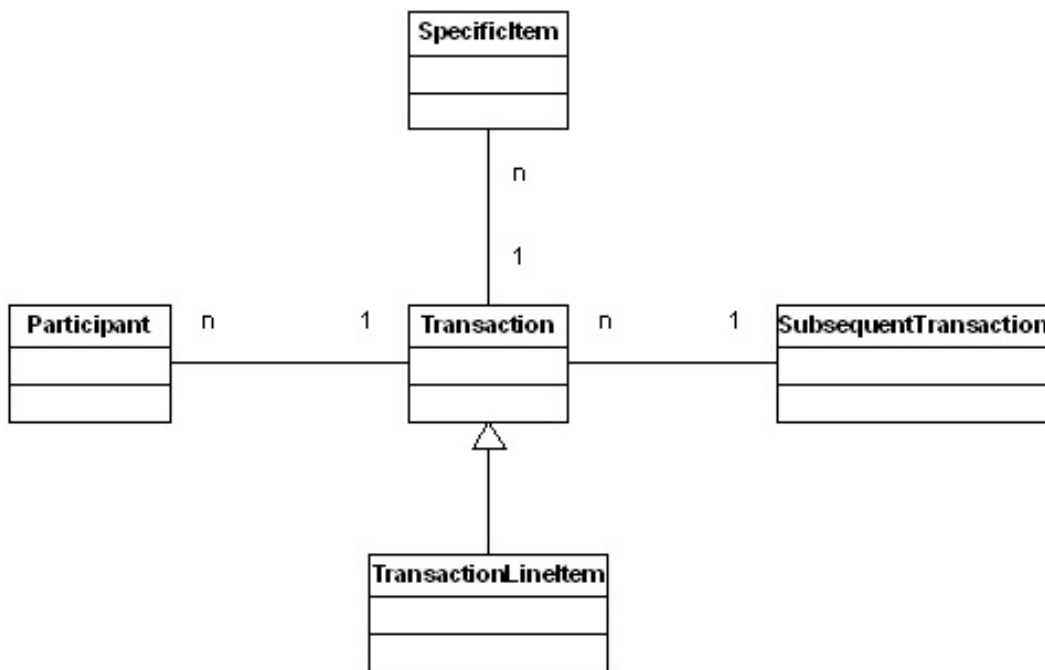 SpecificItem
n
1
Participant n 1 Transaction n 1 SubsequentTransaction
TransactionLineItem